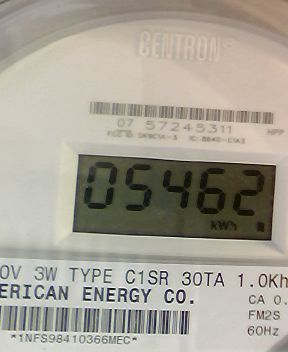 CENTRON®
07 57245311 HPP
05462
kWh
0V 3W TYPE C1SR 30TA 1.0Kh
ERICAN ENERGY CO.
CA 0.
FM2S
60Hz
*1NFS98410366MEC*